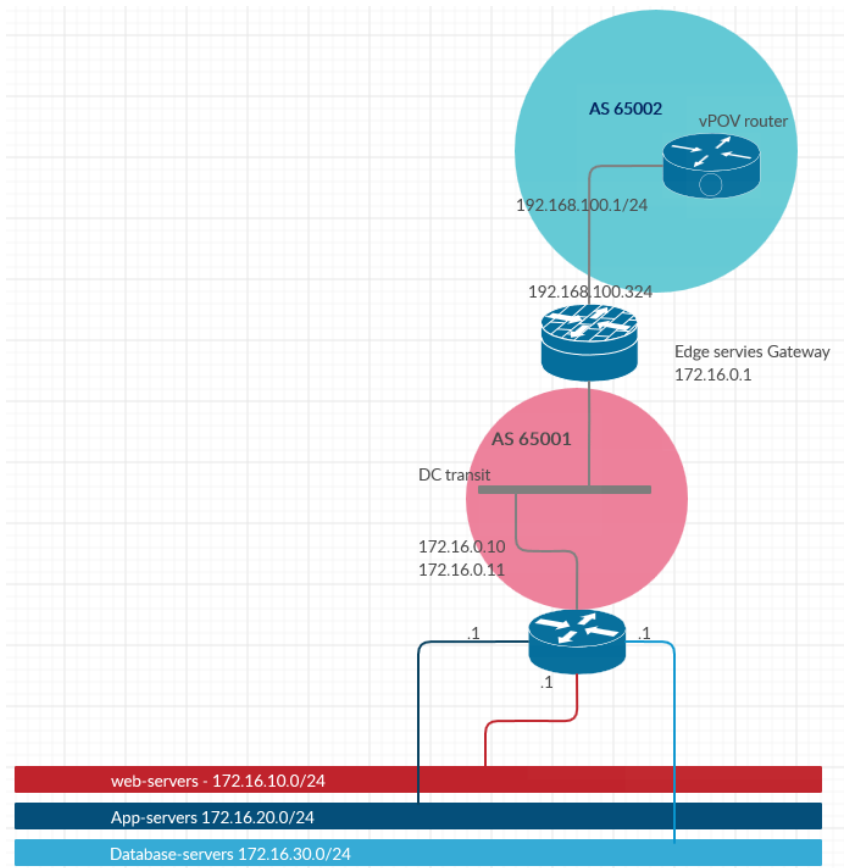 AS 65002
vPOV router
192.168.100.1/24
192.168.100.324
Edge servies Gateway
172.16.0.1
AS 65001
DC transit
172.16.0.10
172.16.0.11
.1
.1
.1
web-servers - 172.16.10.0/24
App-servers 172.16.20.0/24
Database-servers 172.16.30.0/24